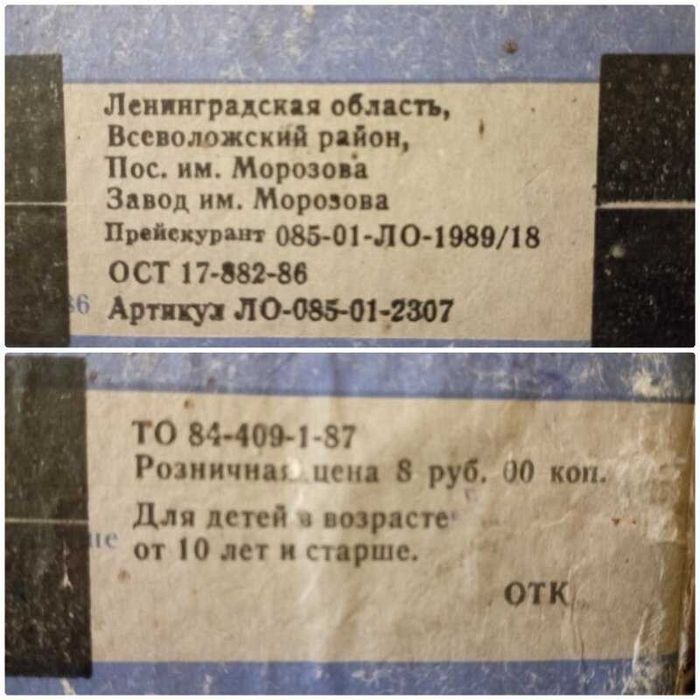 Ленинградская область,
Всеволожский район,
Пос. им. Морозова
Завод им. Морозова
Прейскурант 085-01-ЛО-1989/18
ОСТ 17-882-86
86 Артикул ЛО-085-01-2307
ТО 84-409-1-87
Розничная цена 8 руб. 00 коп.
Для детей в возрасте
от 10 лет и старше.
ОТК